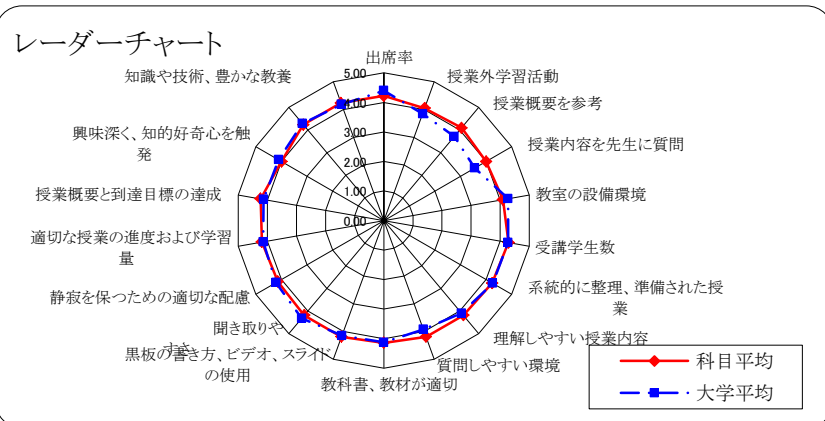 レーダーチャート
出席率
授業外学習活動
授業概要を参考
授業内容を先生に質問
教室の設備環境
受講学生数
系統的に整理、準備された授
業
理解しやすい授業内容
質問しやすい環境
教科書、教材が適切
黒板の書き方、ビデオ、スライド
の使用
聞き取りや
すさ
静寂を保つための適切な配慮
適切な授業の進度および学習
量
授業概要と到達目標の達成
興味深く、知的好奇心を触
発
知識や技術、豊かな教養
5.00
4.00
3.00
2.00
1.00
0.00
科目平均
大学平均